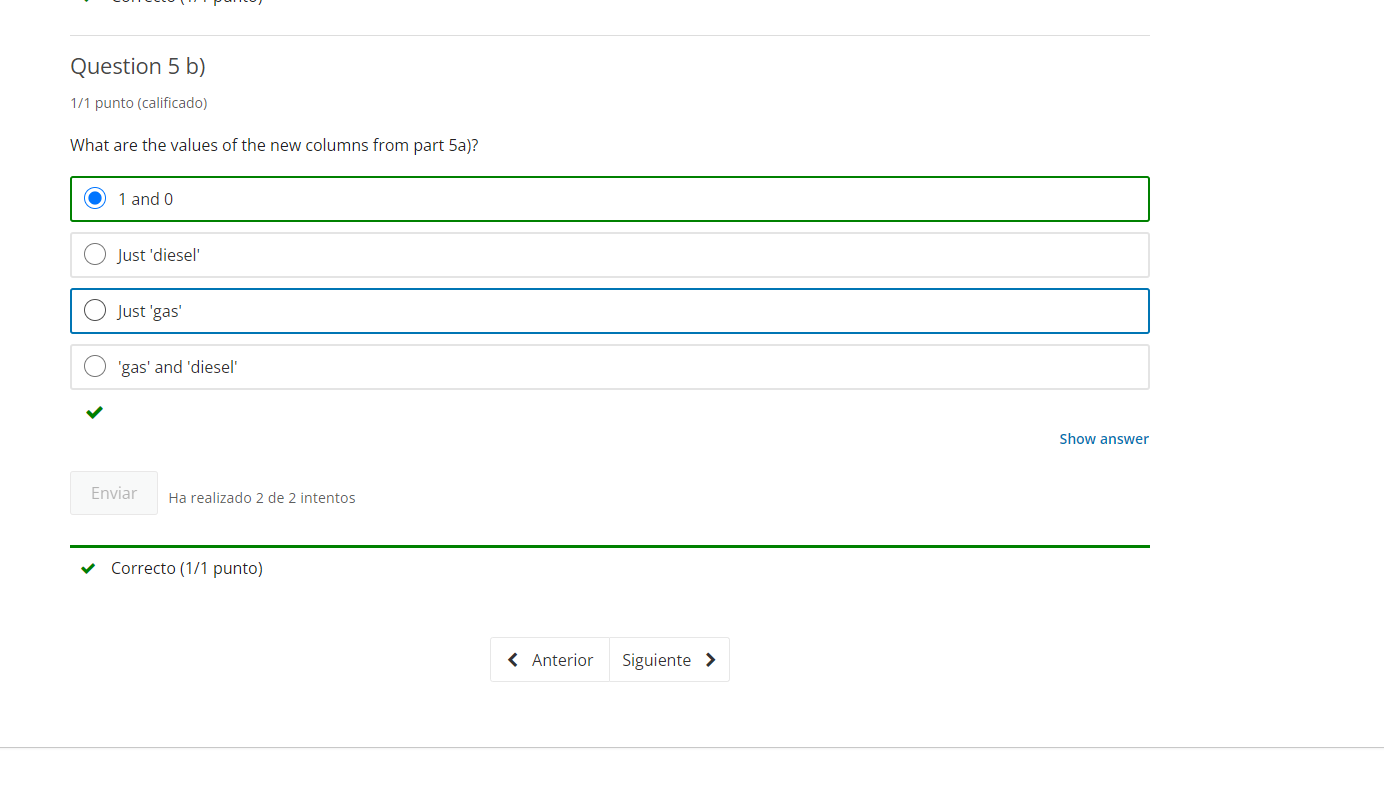 Correcto (1/1 punto)
Question 5 b)
1/1 punto (calificado)
What are the values of the new columns from part 5a)?
1 and 0
Just 'diesel'
Just 'gas'
'gas' and 'diesel'
Show answer
Enviar
Ha realizado 2 de 2 intentos
Correcto (1/1 punto)
Anterior
Siguiente